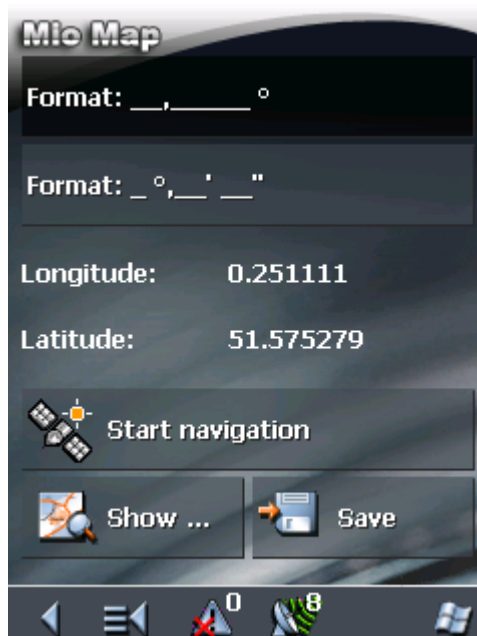 Mio Map
Format: __,______ °
Format: _ °,__' __"
Longitude: 0.251111
Latitude: 51.575279
Start navigation
Show ...
Save
0
8